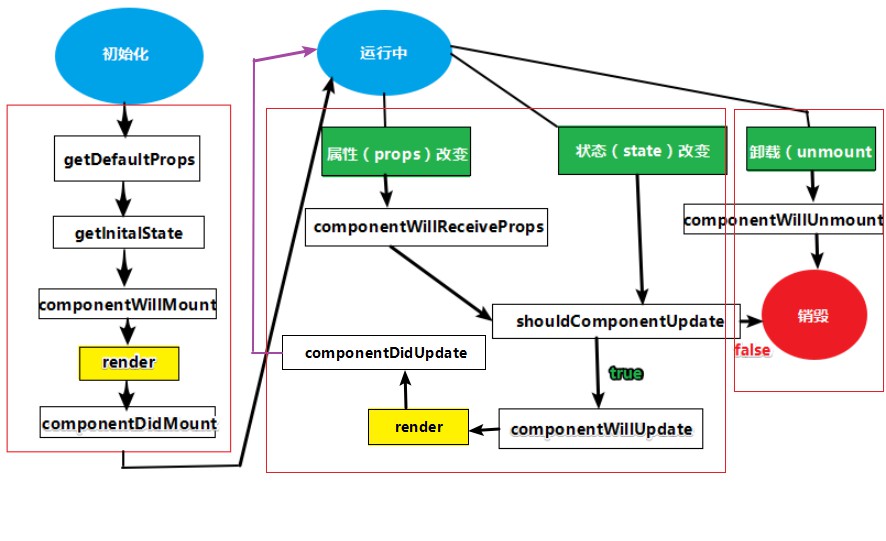 初始化
getDefaultProps
getInitalState
componentWillMount
render
componentDidMount
运行中
属性（props）改变
componentWillReceiveProps
状态（state）改变
shouldComponentUpdate
true
componentWillUpdate
render
componentDidUpdate
卸载（unmount
componentWillUnmount
false
销毁